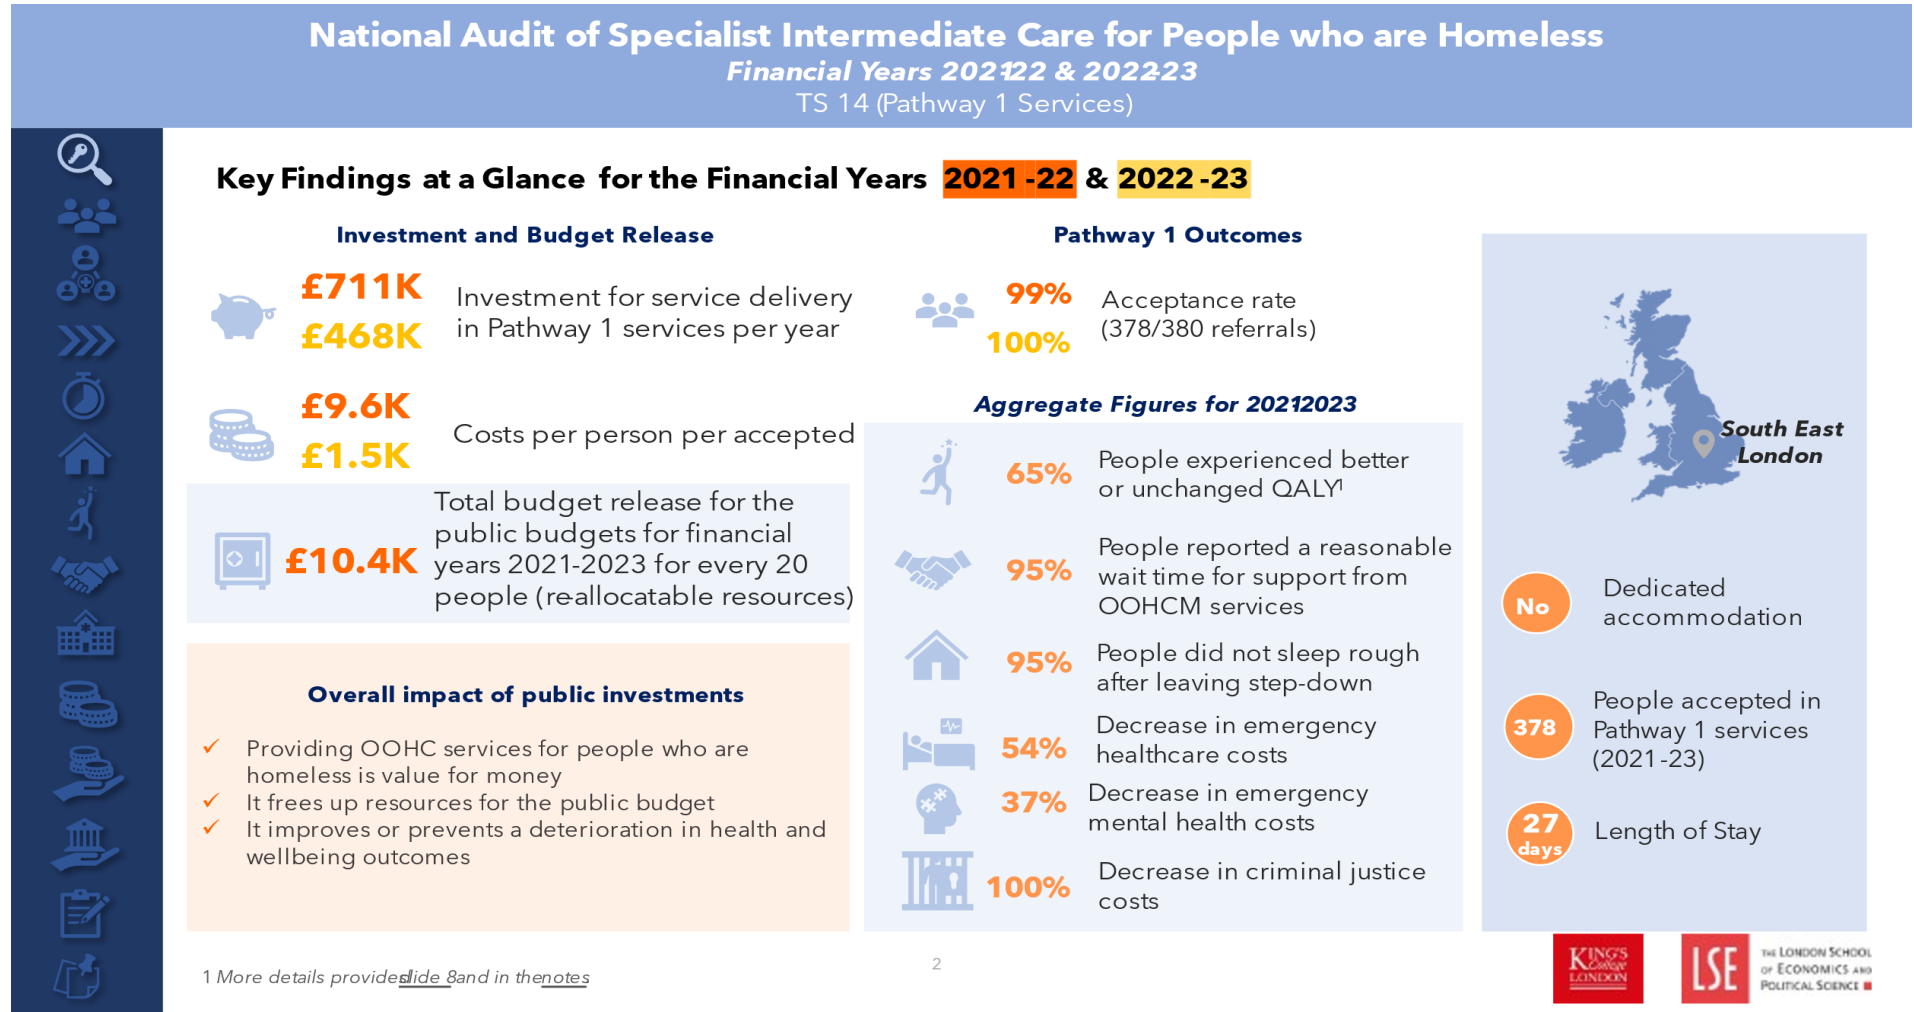 National Audit of Specialist Intermediate Care for People who are Homeless
Financial Years 2021-22 & 2022-23
TS 14 (Pathway 1 Services)
Key Findings at a Glance for the Financial Years 2021-22 & 2022-23
Investment and Budget Release
£711K
£468K
Investment for service delivery
in Pathway 1 services per year
£9.6K
£1.5K
Costs per person per accepted
£10.4K
Total budget release for the
public budgets for financial
years 2021-2023 for every 20
people (re-allocatable resources)
Overall impact of public investments
✓ Providing OOHC services for people who are
homeless is value for money
✓ It frees up resources for the public budget
✓ It improves or prevents a deterioration in health and
wellbeing outcomes
Pathway 1 Outcomes
99%
100%
Acceptance rate
(378/380 referrals)
Aggregate Figures for 2021-2023
65%
People experienced better
or unchanged QALY1
95%
People reported a reasonable
wait time for support from
OOHCM services
95%
People did not sleep rough
after leaving step-down
54%
Decrease in emergency
healthcare costs
37%
Decrease in emergency
mental health costs
100%
Decrease in criminal justice
costs
South East
London
No
Dedicated
accommodation
378
People accepted in
Pathway 1 services
(2021-23)
27
days
Length of Stay
1 More details provided slide 8 and in the notes
2
KING'S
College
LONDON
LSE
THE LONDON SCHOOL
OF ECONOMICS AND
POLITICAL SCIENCE